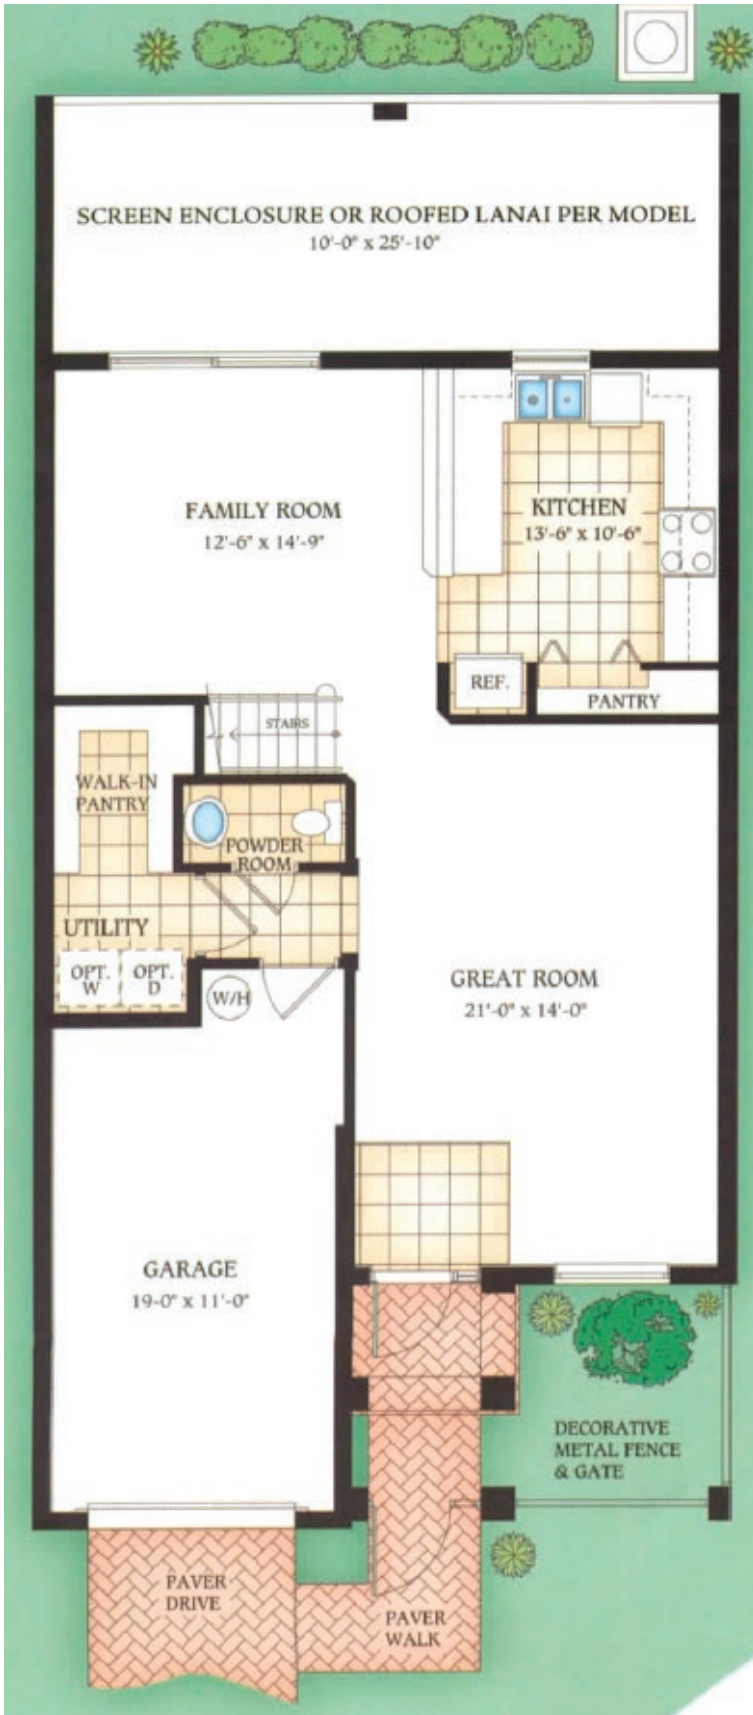 SCREEN ENCLOSURE OR ROOFED LANAI PER MODEL
10'-0" x 25'-10"
FAMILY ROOM
12'-6" x 14'-9"
KITCHEN
13'-6" x 10'-6"
REF.
PANTRY
STAIRS
WALK-IN
PANTRY
POWDER
ROOM
UTILITY
OPT.
W
OPT.
D
W/H
GREAT ROOM
21'-0" x 14'-0"
GARAGE
19-0" x 11'-0"
DECORATIVE
METAL FENCE
& GATE
PAVER
DRIVE
PAVER
WALK